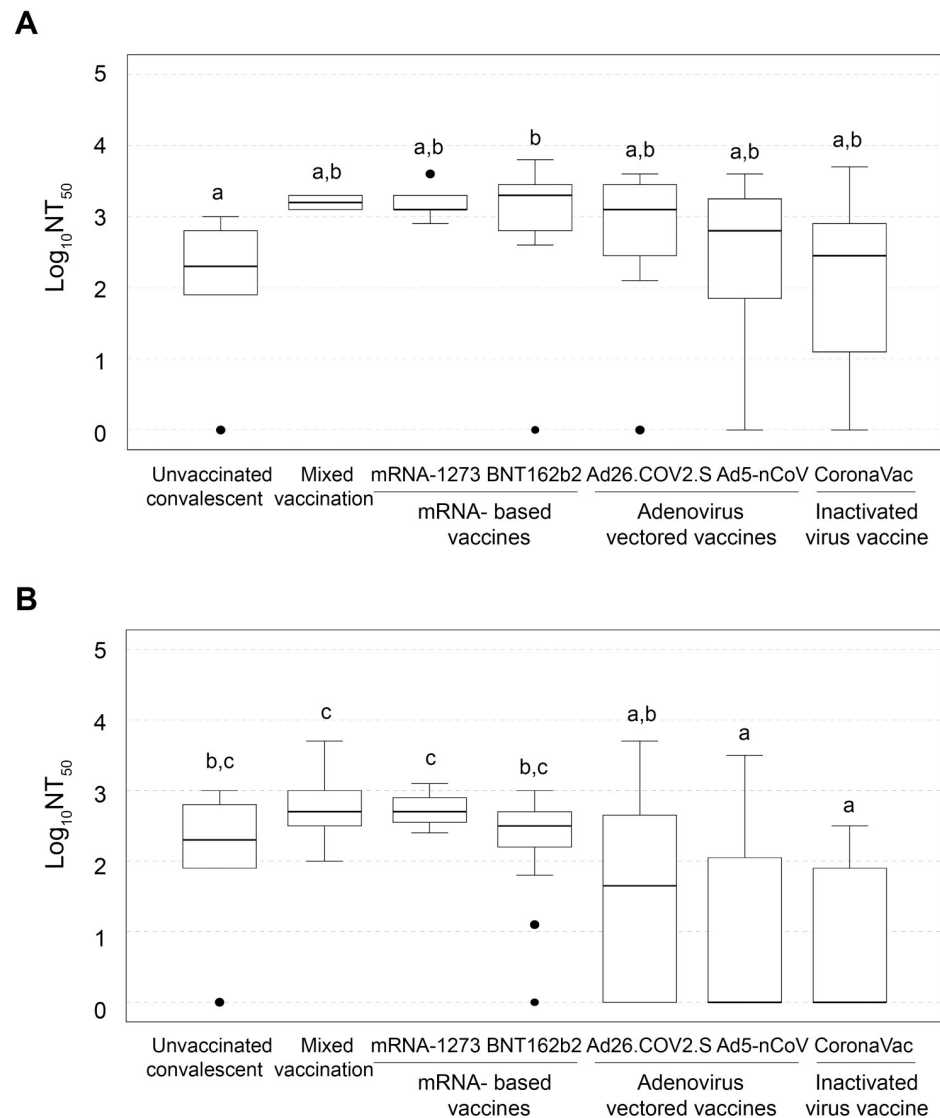 A
5
4
3
2
1
0
Log10NT50
a
a,b
a,b
b
a,b
a,b
a,b
Unvaccinated convalescent
Mixed vaccination
mRNA-1273 BNT162b2
mRNA- based vaccines
Ad26.COV2.S Ad5-nCoV
Adenovirus vectored vaccines
CoronaVac
Inactivated virus vaccine
B
5
4
3
2
1
0
Log10NT50
b,c
c
c
b,c
a,b
a
a
Unvaccinated convalescent
Mixed vaccination
mRNA-1273 BNT162b2
mRNA- based vaccines
Ad26.COV2.S Ad5-nCoV
Adenovirus vectored vaccines
CoronaVac
Inactivated virus vaccine